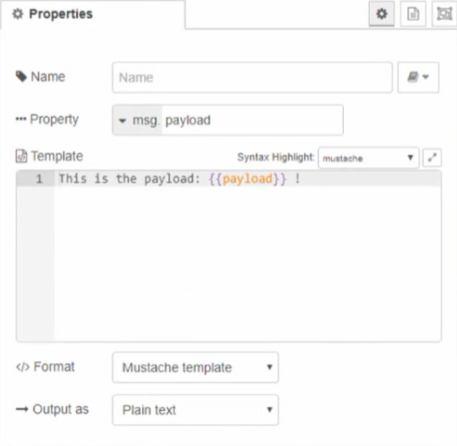 Properties
Name Name
Property msg. payload
Template Syntax Highlight: mustache
1 This is the payload: {{payload}} !
</> Format Mustache template
Output as Plain text